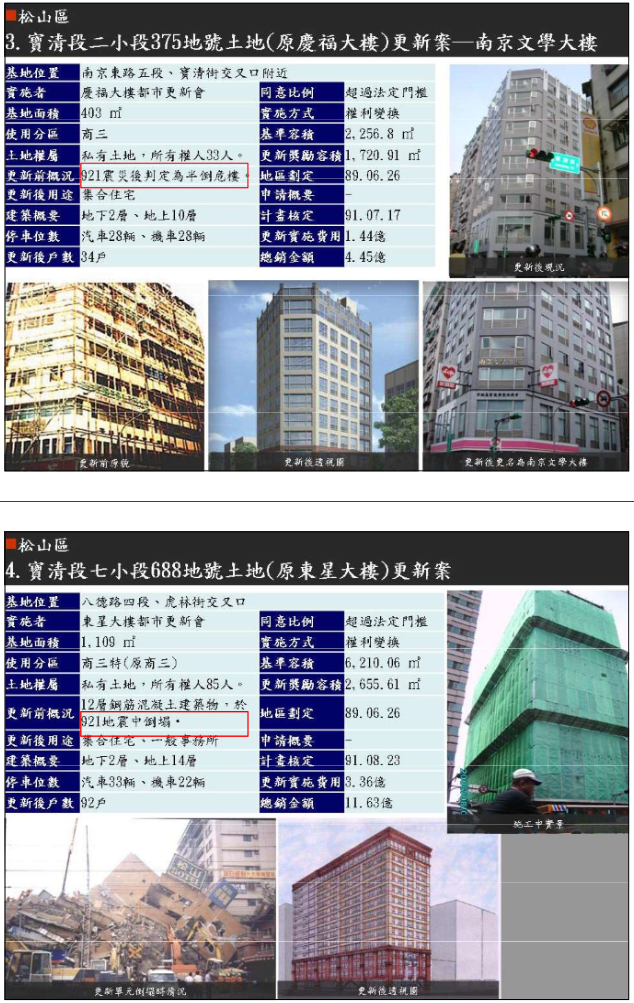 ■松山區
3. 寶清段二小段375地號土地(原慶福大樓)更新案—南京文學大樓
基地位置 南京東路五段、寶清街交叉口附近
實施者 慶福大樓都市更新會 同意比例 超過法定門檻
基地面積 403 ㎡ 實施方式 權利變換
使用分區 商三 基準容積 2,256.8 ㎡
土地權屬 私有土地，所有權人33人。 更新獎勵容積 1,720.91 ㎡
更新前概況 921震災後判定為半倒危樓。 地區劃定 89.06.26
更新後用途 集合住宅 申請概要 -
建築概要 地下2層、地上10層 計畫核定 91.07.17
停車位數 汽車28輛、機車28輛 更新實施費用 1.44億
更新後戶數 34戶 總銷金額 4.45億
更新後現況
更新前原貌
更新後透視圖
更新後更名為南京文學大樓
■松山區
4. 寶清段七小段688地號土地(原東星大樓)更新案
基地位置 八德路四段、虎林街交叉口
實施者 東星大樓都市更新會 同意比例 超過法定門檻
基地面積 1,109 ㎡ 實施方式 權利變換
使用分區 商三特(原商三) 基準容積 6,210.06 ㎡
土地權屬 私有土地，所有權人85人。 更新獎勵容積 2,655.61 ㎡
更新前概況 12層鋼筋混凝土建築物，於
921地震中倒塌。 地區劃定 89.06.26
更新後用途 集合住宅、一般事務所 申請概要 -
建築概要 地下2層、地上14層 計畫核定 91.08.23
停車位數 汽車33輛、機車22輛 更新實施費用 3.36億
更新後戶數 92戶 總銷金額 11.63億
施工中實景
更新單元倒塌時情況
更新後透視圖